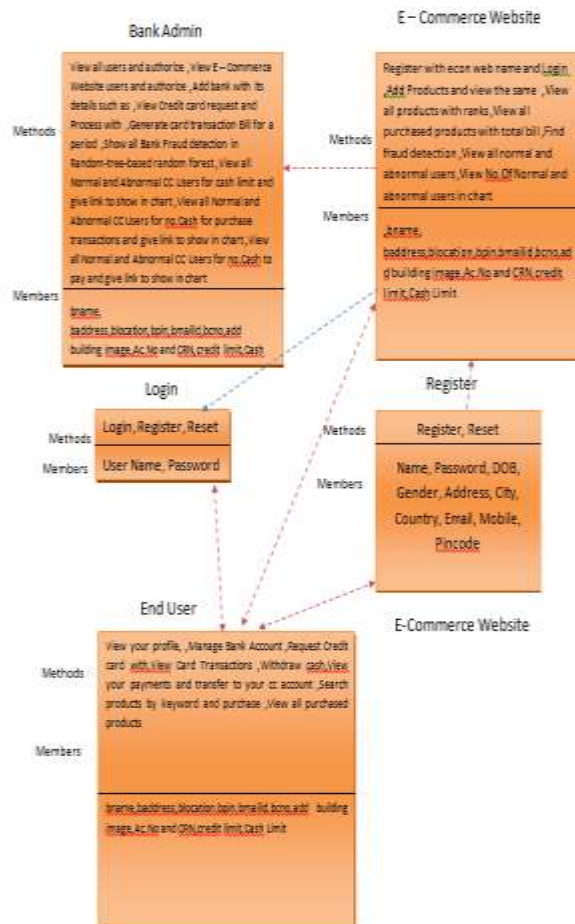 Bank Admin
View all users and authorize ,View E – Commerce
Website users and authorize ,Add bank with its
details such as ,View Credit card request and
Process with ,Generate card transaction Bill for a
period ,Show all Bank Fraud detection in
Random-tree-based random forest,View all
Normal and Abnormal CC Users for cash limit and
give link to show in chart ,View all Normal and
Abnormal CC Users for no,Cash for purchase
transactions and give link to show in chart ,View
all Normal and Abnormal CC Users for no,Cash to
pay and give link to show in chart
Methods
Members
bname,
baddress,blocation,bpin,bmailid,bcno,add
building image,Ac.No and CRN,credit limit,Cash
E – Commerce Website
Register with econ web name and Login
,Add Products and view the same ,View
all products with ranks ,View all
purchased products with total bill ,Find
fraud detection ,View all normal and
abnormal users ,View No.Of Normal and
abnormal users in chart
Methods
Members
,bname,
baddress,blocation,bpin,bmailid,bcno,ad
d building image,Ac.No and CRN,credit
limit,Cash Limit
Login
Login, Register, Reset
Methods
Members
User Name, Password
Register
Methods
Register, Reset
Members
Name, Password, DOB,
Gender, Address, City,
Country, Email, Mobile,
Pincode
E-Commerce Website
End User
Methods
View your profile, ,Manage Bank Account ,Request Credit
card with,View Card Transactions ,Withdraw cash,View
your payments and transfer to your cc account ,Search
products by keyword and purchase ,View all purchased
products
Members
bname,baddress,blocation,bpin,bmailid,bcno,add building
image,Ac.No and CRN,credit limit,Cash Limit